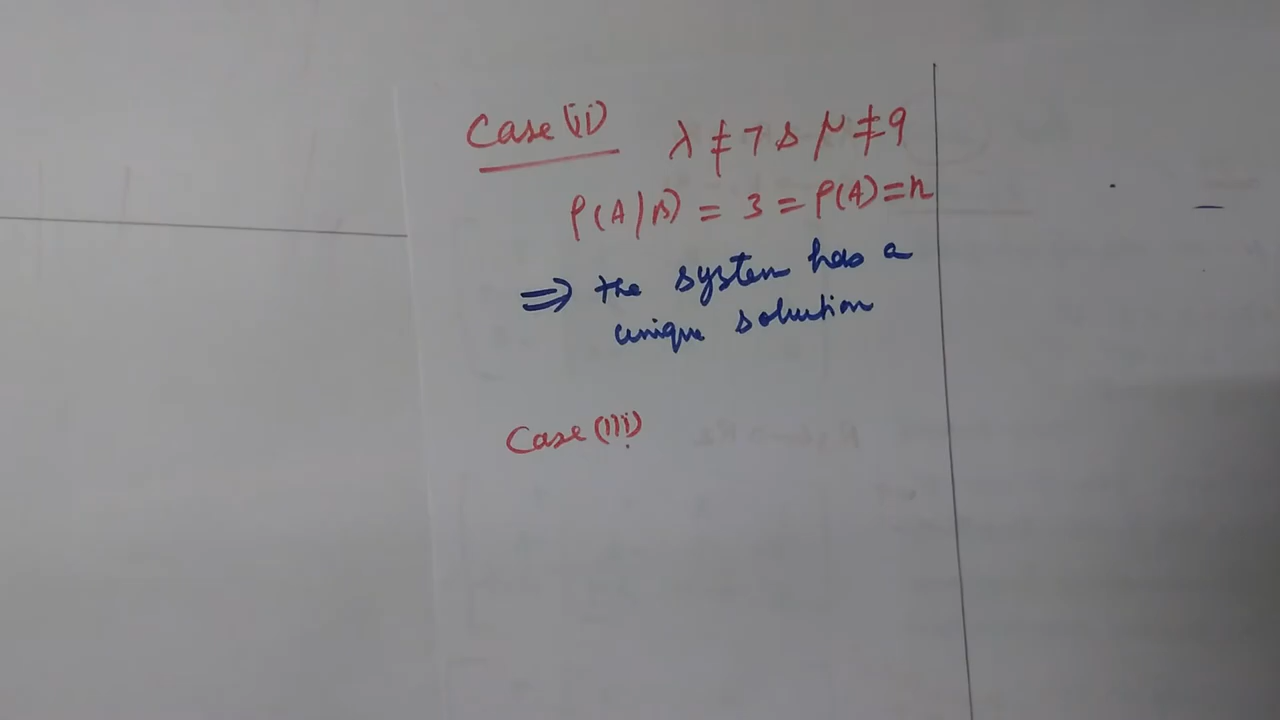 Case (ii) λ ≠ 7 & μ ≠ 9
ρ(A/B) = 3 = ρ(A) = n
⇒ the system has a
unique solution
Case (iii)